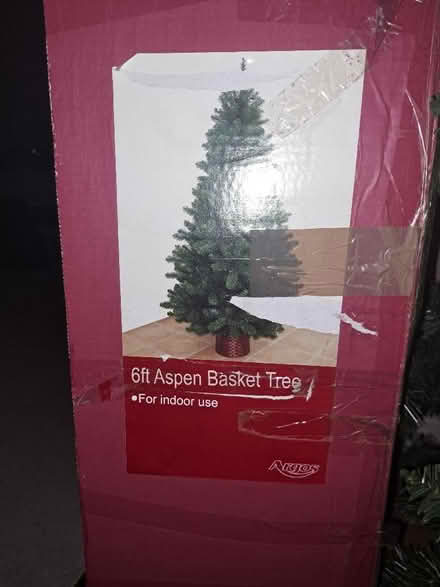 6ft Aspen Basket Tree
•For indoor use
Argos